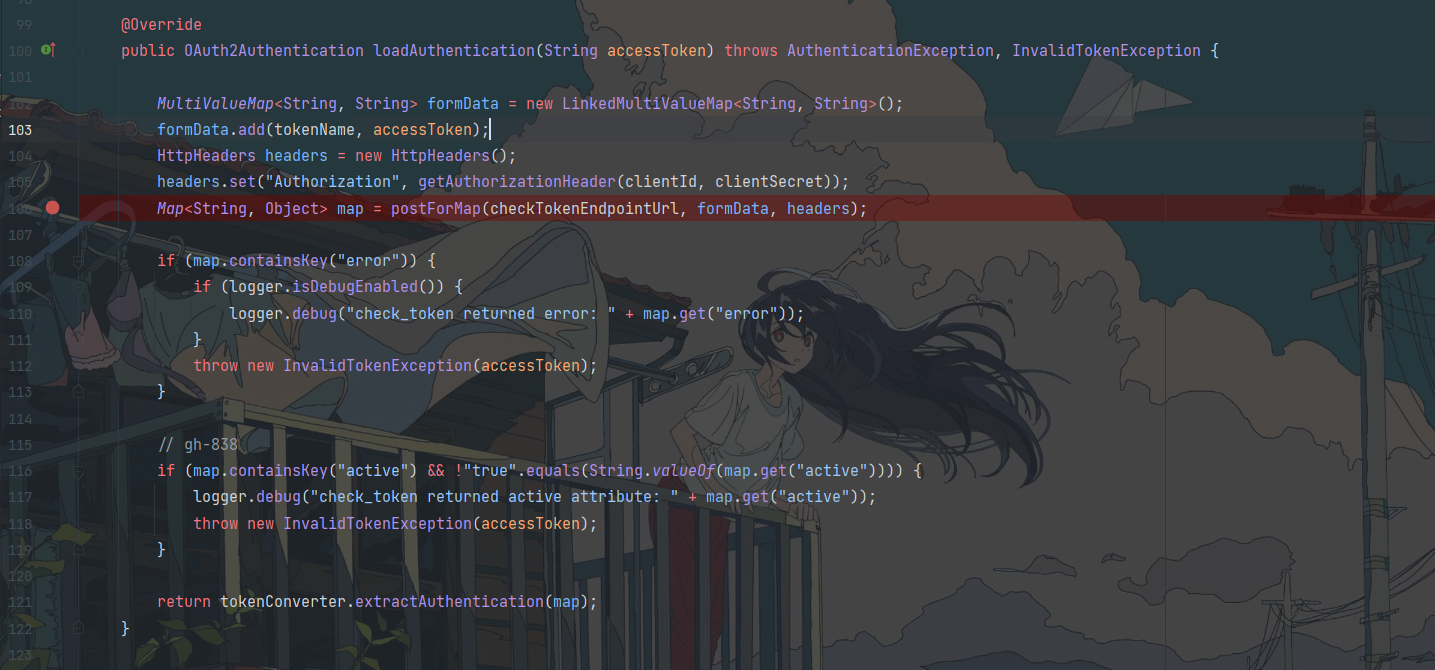 98
99 @Override
100 public OAuth2Authentication loadAuthentication(String accessToken) throws AuthenticationException, InvalidTokenException {
101
102 MultiValueMap<String, String> formData = new LinkedMultiValueMap<String, String>();
103 formData.add(tokenName, accessToken);
104 HttpHeaders headers = new HttpHeaders();
105 headers.set("Authorization", getAuthorizationHeader(clientId, clientSecret));
106 Map<String, Object> map = postForMap(checkTokenEndpointUrl, formData, headers);
107
108 if (map.containsKey("error")) {
109 if (logger.isDebugEnabled()) {
110 logger.debug("check_token returned error: " + map.get("error"));
111 }
112 throw new InvalidTokenException(accessToken);
113 }
114
115 // gh-838
116 if (map.containsKey("active") && !"true".equals(String.valueOf(map.get("active")))) {
117 logger.debug("check_token returned active attribute: " + map.get("active"));
118 throw new InvalidTokenException(accessToken);
119 }
120
121 return tokenConverter.extractAuthentication(map);
122 }
123